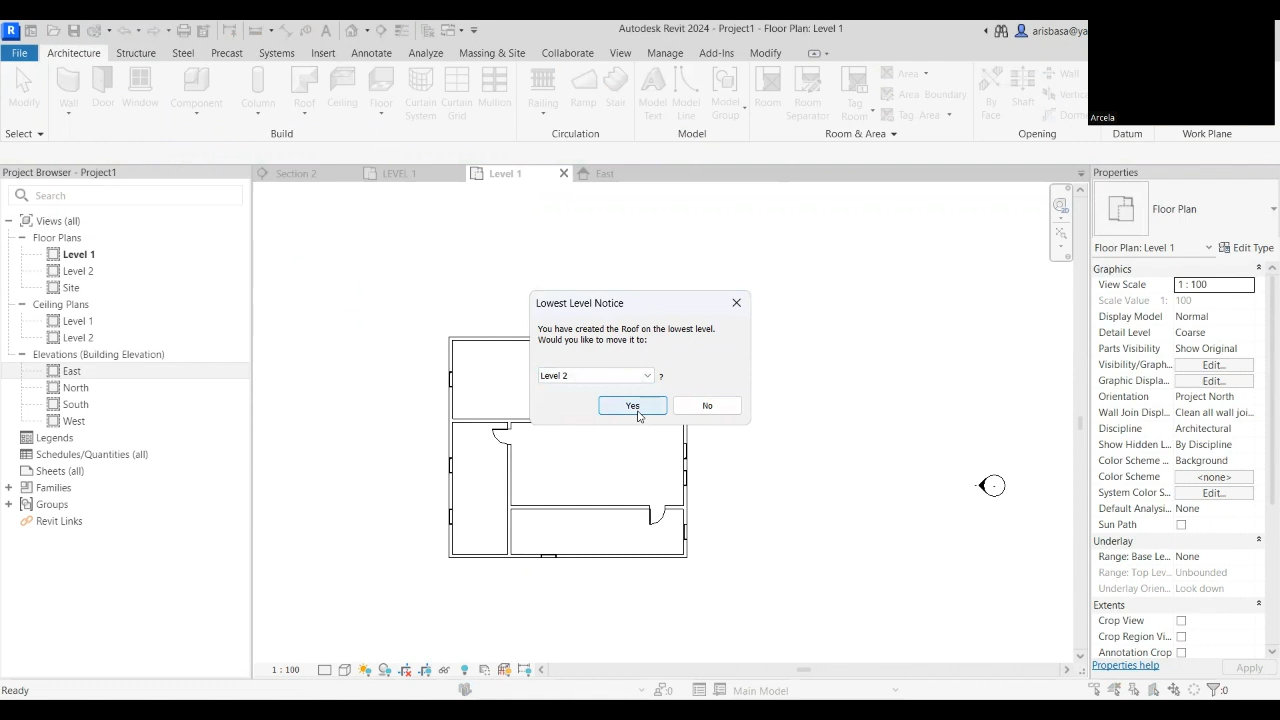 Autodesk Revit 2024 - Project1 - Floor Plan: Level 1
arisbasa@ya
File Architecture Structure Steel Precast Systems Insert Annotate Analyze Massing & Site Collaborate View Manage Add-Ins Modify
Modify Wall Door Window Component Column Roof Ceiling Floor Curtain System Curtain Grid Mullion Railing Ramp Stair Model Text Model Line Model Group Room Room Separator Tag Room Area Area Boundary Tag Area By Face Shaft Wall Vertical Dormer
Arcela
Select Build Circulation Model Room & Area Opening Datum Work Plane
Project Browser - Project1
Section 2 LEVEL 1 Level 1 East
Properties
Search
Views (all)
Floor Plans
Level 1
Level 2
Site
Ceiling Plans
Level 1
Level 2
Elevations (Building Elevation)
East
North
South
West
Legends
Schedules/Quantities (all)
Sheets (all)
Families
Groups
Revit Links
Lowest Level Notice
You have created the Roof on the lowest level.
Would you like to move it to:
Level 2 ?
Yes No
Floor Plan
Floor Plan: Level 1 Edit Type
Graphics
View Scale 1 : 100
Scale Value 1: 100
Display Model Normal
Detail Level Coarse
Parts Visibility Show Original
Visibility/Graph... Edit...
Graphic Displa... Edit...
Orientation Project North
Wall Join Displ... Clean all wall joi...
Discipline Architectural
Show Hidden L... By Discipline
Color Scheme ... Background
Color Scheme <none>
System Color S... Edit...
Default Analysi... None
Sun Path
Underlay
Range: Base Le... None
Range: Top Lev... Unbounded
Underlay Orien... Look down
Extents
Crop View
Crop Region Vi...
Annotation Crop
Properties help Apply
1 : 100
Ready :0 Main Model :0